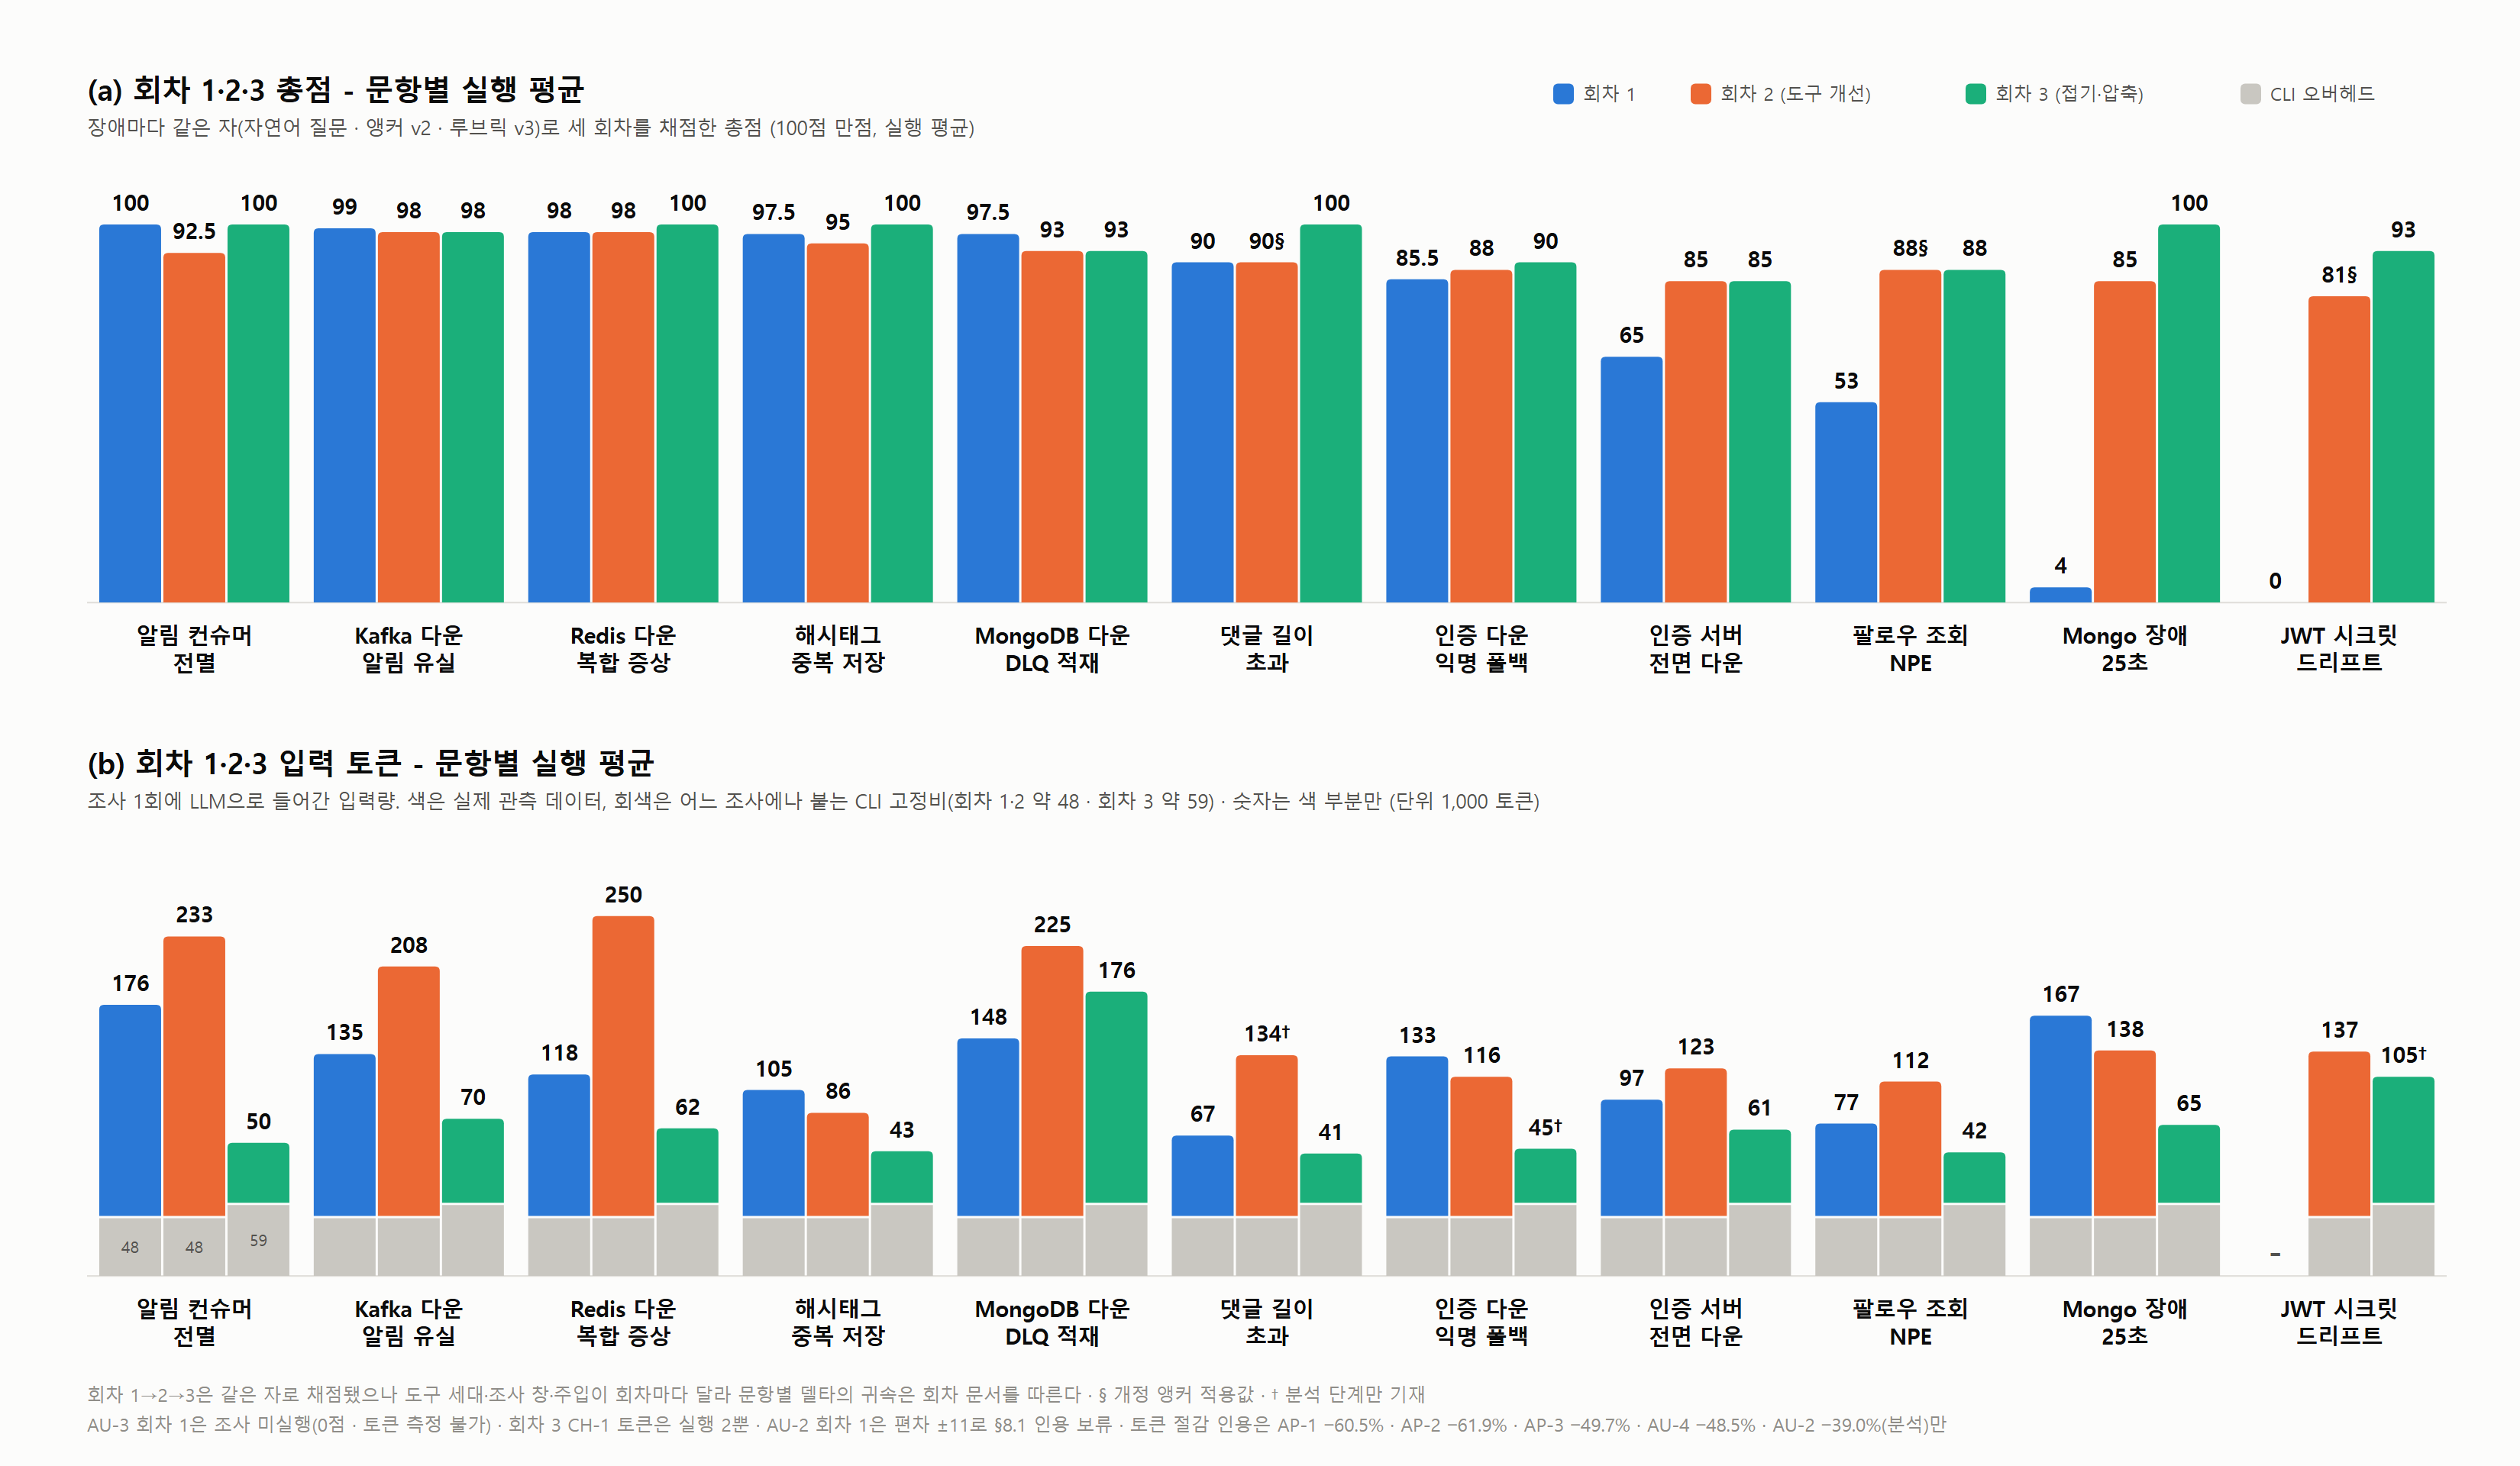 (a) 회차 1·2·3 총점 - 문항별 실행 평균
회차 1
회차 2 (도구 개선)
회차 3 (접기·압축)
CLI 오버헤드
장애마다 같은 자(자연어 질문 · 앵커 v2 · 루브릭 v3)로 세 회차를 채점한 총점 (100점 만점, 실행 평균)
100
92.5
100
99
98
98
98
98
100
97.5
95
100
97.5
93
93
90
90§
100
85.5
88
90
65
85
85
53
88§
88
4
85
100
0
81§
93
알림 컨슈머
전멸
Kafka 다운
알림 유실
Redis 다운
복합 증상
해시태그
중복 저장
MongoDB 다운
DLQ 적재
댓글 길이
초과
인증 다운
익명 폴백
인증 서버
전면 다운
팔로우 조회
NPE
Mongo 장애
25초
JWT 시크릿
드리프트
(b) 회차 1·2·3 입력 토큰 - 문항별 실행 평균
조사 1회에 LLM으로 들어간 입력량. 색은 실제 관측 데이터, 회색은 어느 조사에나 붙는 CLI 고정비(회차 1·2 약 48 · 회차 3 약 59) · 숫자는 색 부분만 (단위 1,000 토큰)
176
233
50
135
208
70
118
250
62
105
86
43
148
225
176
67
134†
41
133
116
45†
97
123
61
77
112
42
167
138
65
–
137
105†
48
48
59
알림 컨슈머
전멸
Kafka 다운
알림 유실
Redis 다운
복합 증상
해시태그
중복 저장
MongoDB 다운
DLQ 적재
댓글 길이
초과
인증 다운
익명 폴백
인증 서버
전면 다운
팔로우 조회
NPE
Mongo 장애
25초
JWT 시크릿
드리프트
회차 1→2→3은 같은 자로 채점됐으나 도구 세대·조사 창·주입이 회차마다 달라 문항별 델타의 귀속은 회차 문서를 따른다 · § 개정 앵커 적용값 · † 분석 단계만 기재
AU-3 회차 1은 조사 미실행(0점 · 토큰 측정 불가) · 회차 3 CH-1 토큰은 실행 2뿐 · AU-2 회차 1은 편차 ±11로 §8.1 인용 보류 · 토큰 절감 인용은 AP-1 −60.5% · AP-2 −61.9% · AP-3 −49.7% · AU-4 −48.5% · AU-2 −39.0%(분석)만